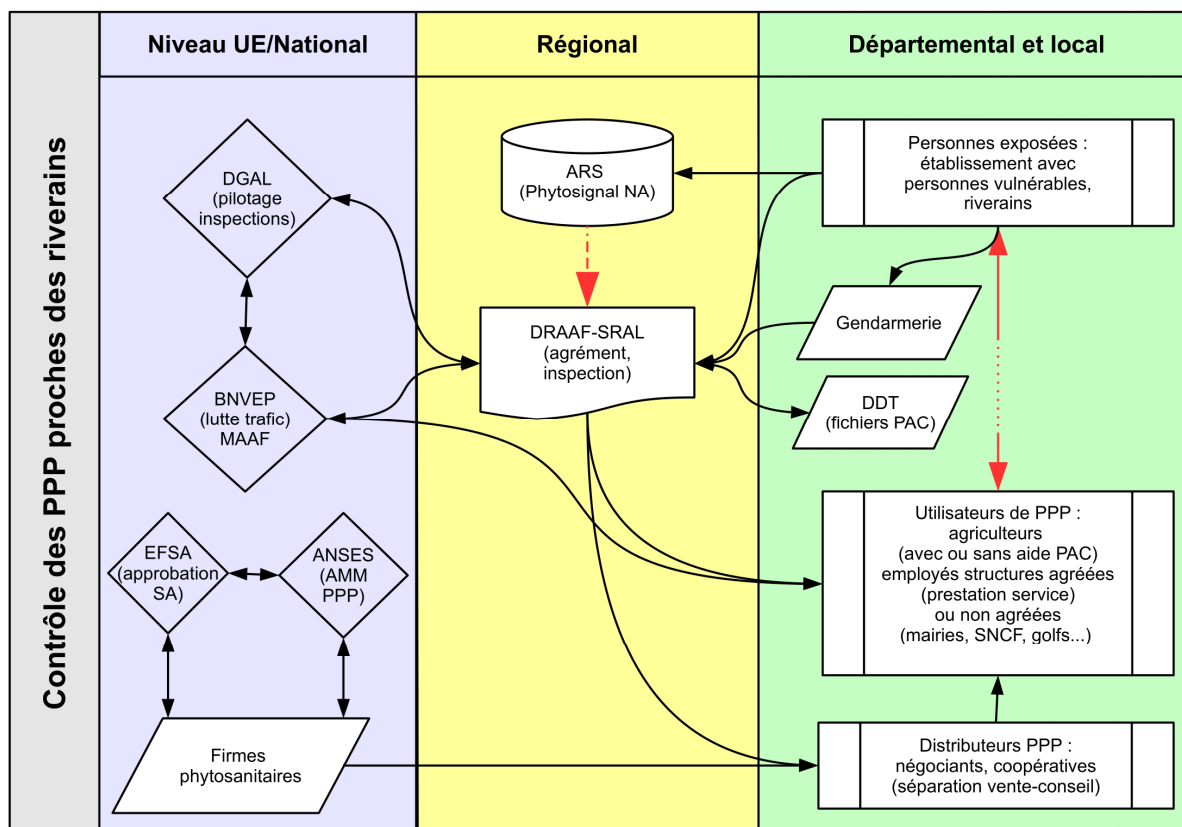 Contrôle des PPP proches des riverains
Niveau UE/National
Régional
Départemental et local
DGAL
(pilotage
inspections)
BNVEP
(lutte trafic)
MAAF
EFSA
(approbation
SA)
ANSES
(AMM
PPP)
Firmes
phytosanitaires
ARS
(Phytosignal NA)
DRAAF-SRAL
(agrément,
inspection)
Personnes exposées :
établissement avec
personnes vulnérables,
riverains
Gendarmerie
DDT
(fichiers PAC)
Utilisateurs de PPP :
agriculteurs
(avec ou sans aide PAC)
employés structures agréées
(prestation service)
ou non agréées
(mairies, SNCF, golfs...)
Distributeurs PPP :
négociants, coopératives
(séparation vente-conseil)